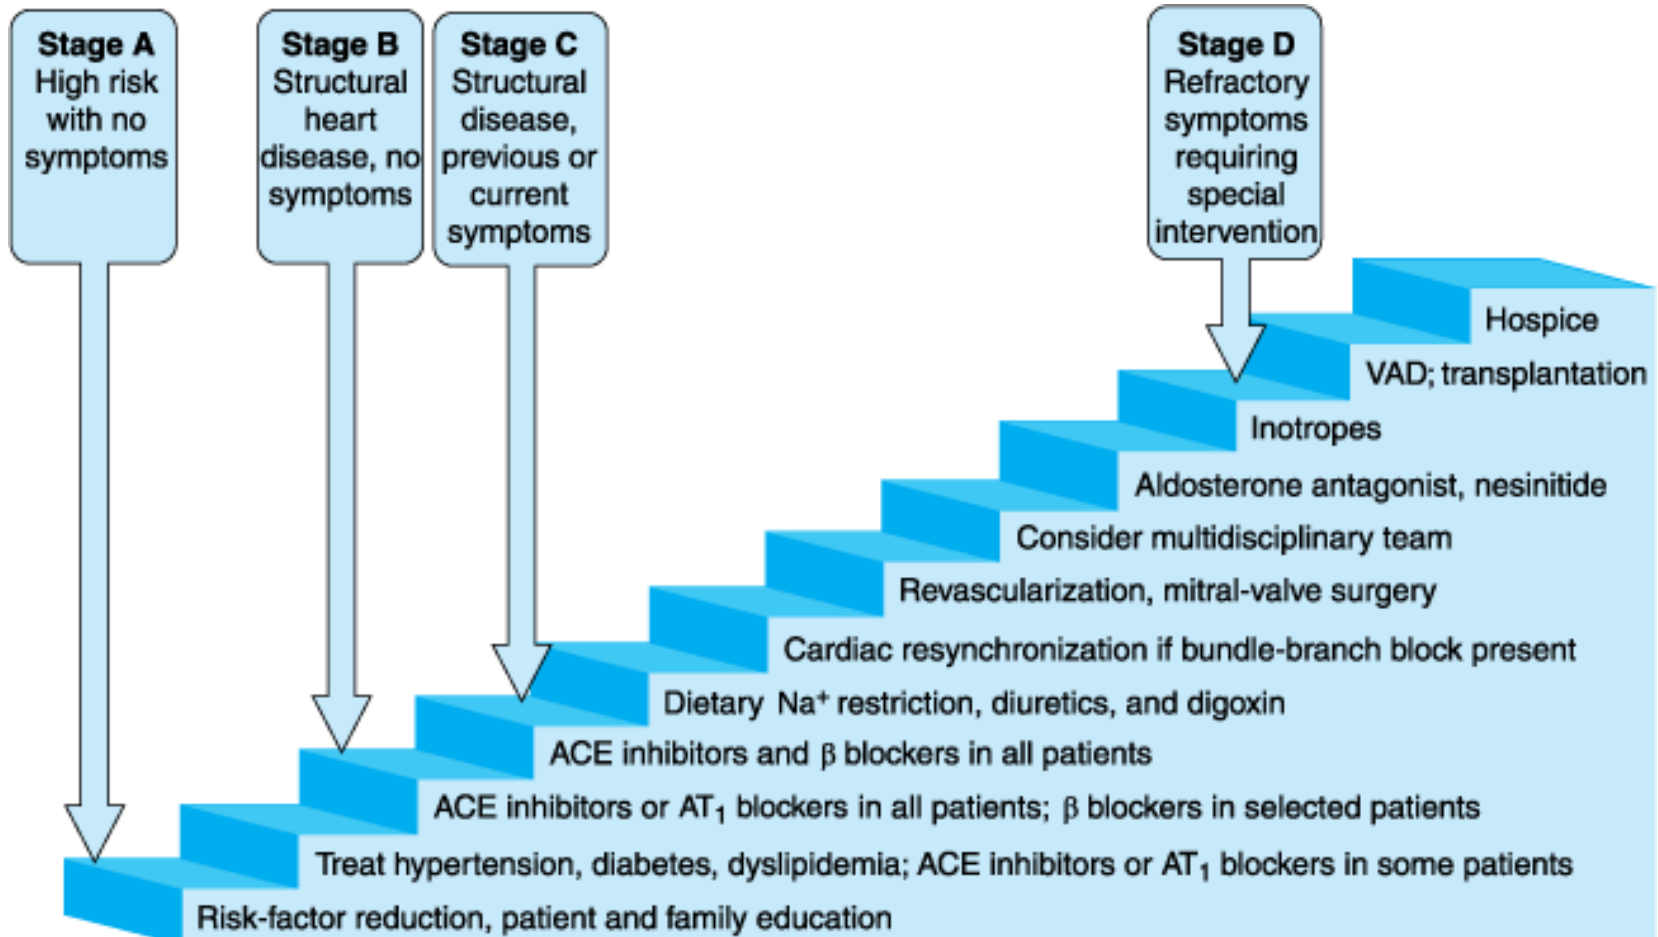 Stage A
High risk
with no
symptoms
Stage B
Structural
heart
disease, no
symptoms
Stage C
Structural
disease,
previous or
current
symptoms
Stage D
Refractory
symptoms
requiring
special
intervention
Hospice
VAD; transplantation
Inotropes
Aldosterone antagonist, nesinitide
Consider multidisciplinary team
Revascularization, mitral-valve surgery
Cardiac resynchronization if bundle-branch block present
Dietary Na⁺ restriction, diuretics, and digoxin
ACE inhibitors and β blockers in all patients
ACE inhibitors or AT₁ blockers in all patients; β blockers in selected patients
Treat hypertension, diabetes, dyslipidemia; ACE inhibitors or AT₁ blockers in some patients
Risk-factor reduction, patient and family education